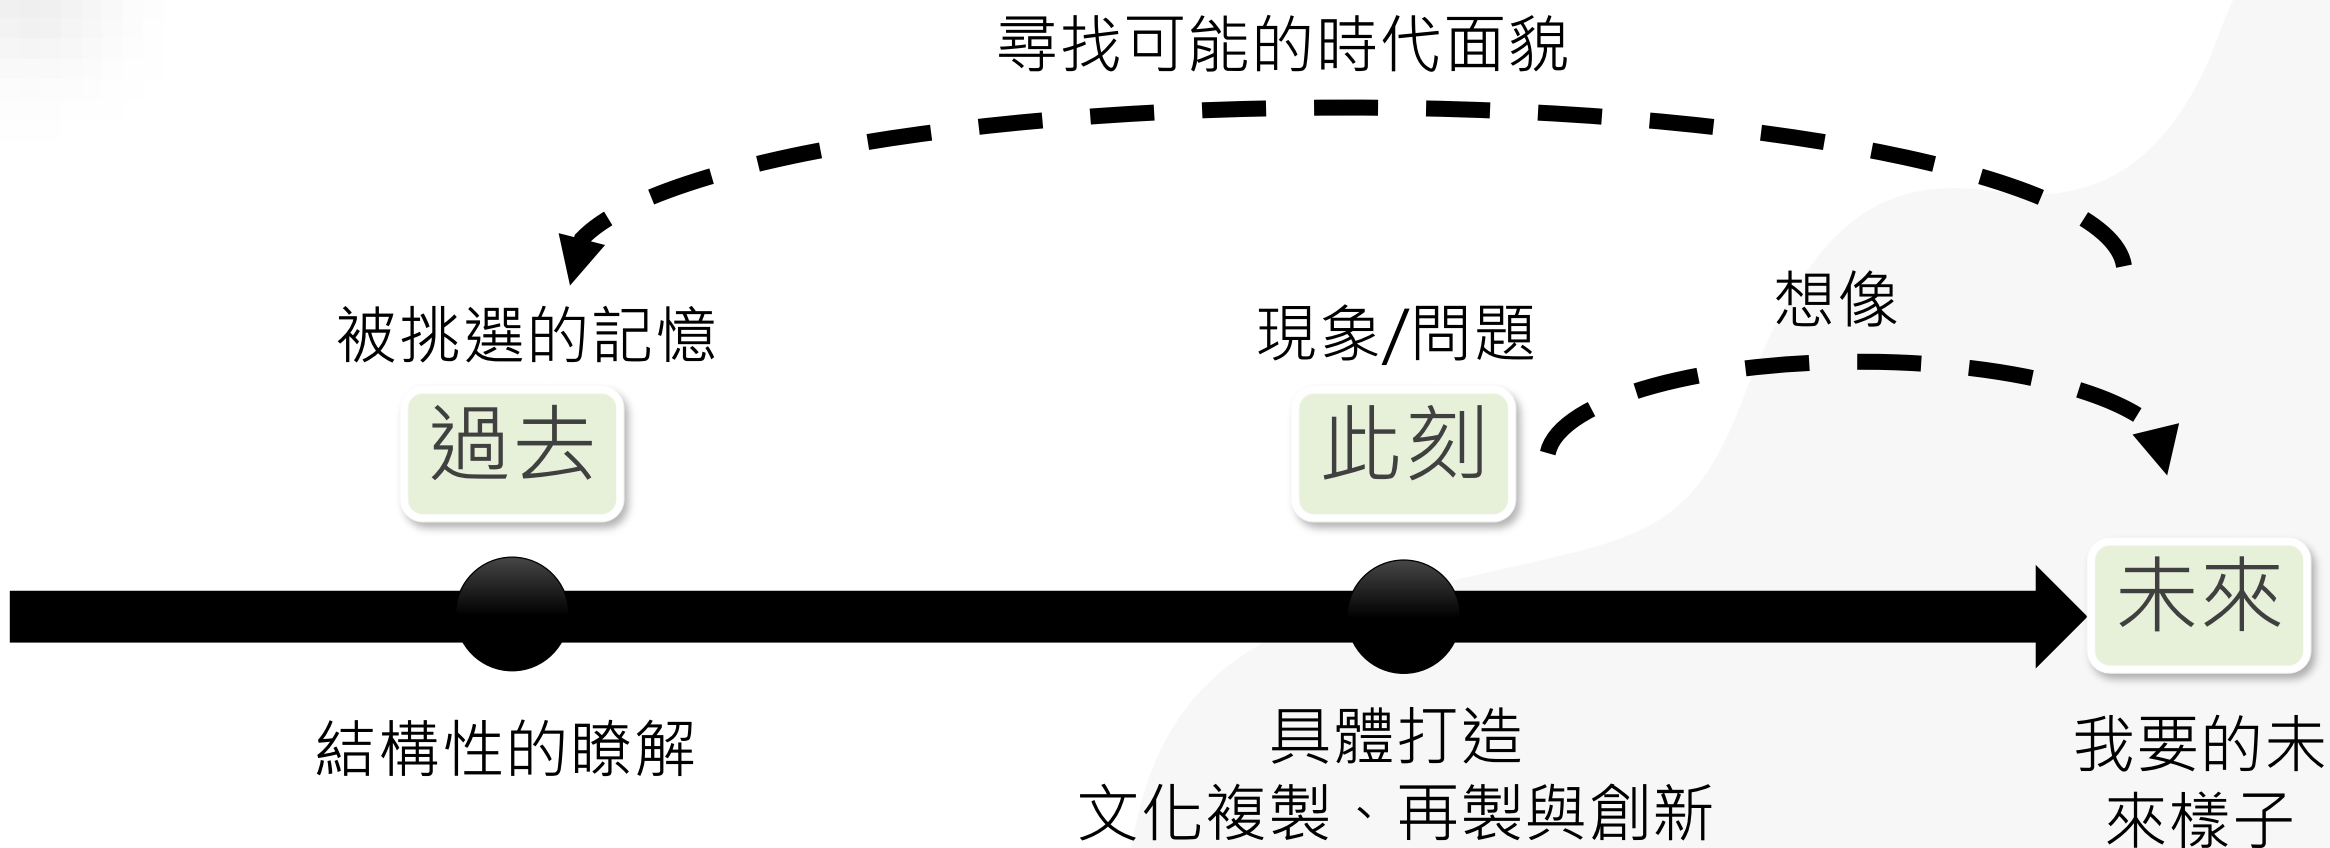 尋找可能的時代面貌
想像
被挑選的記憶
現象/問題
過去
此刻
未來
結構性的瞭解
具體打造
文化複製、再製與創新
我要的未
來樣子